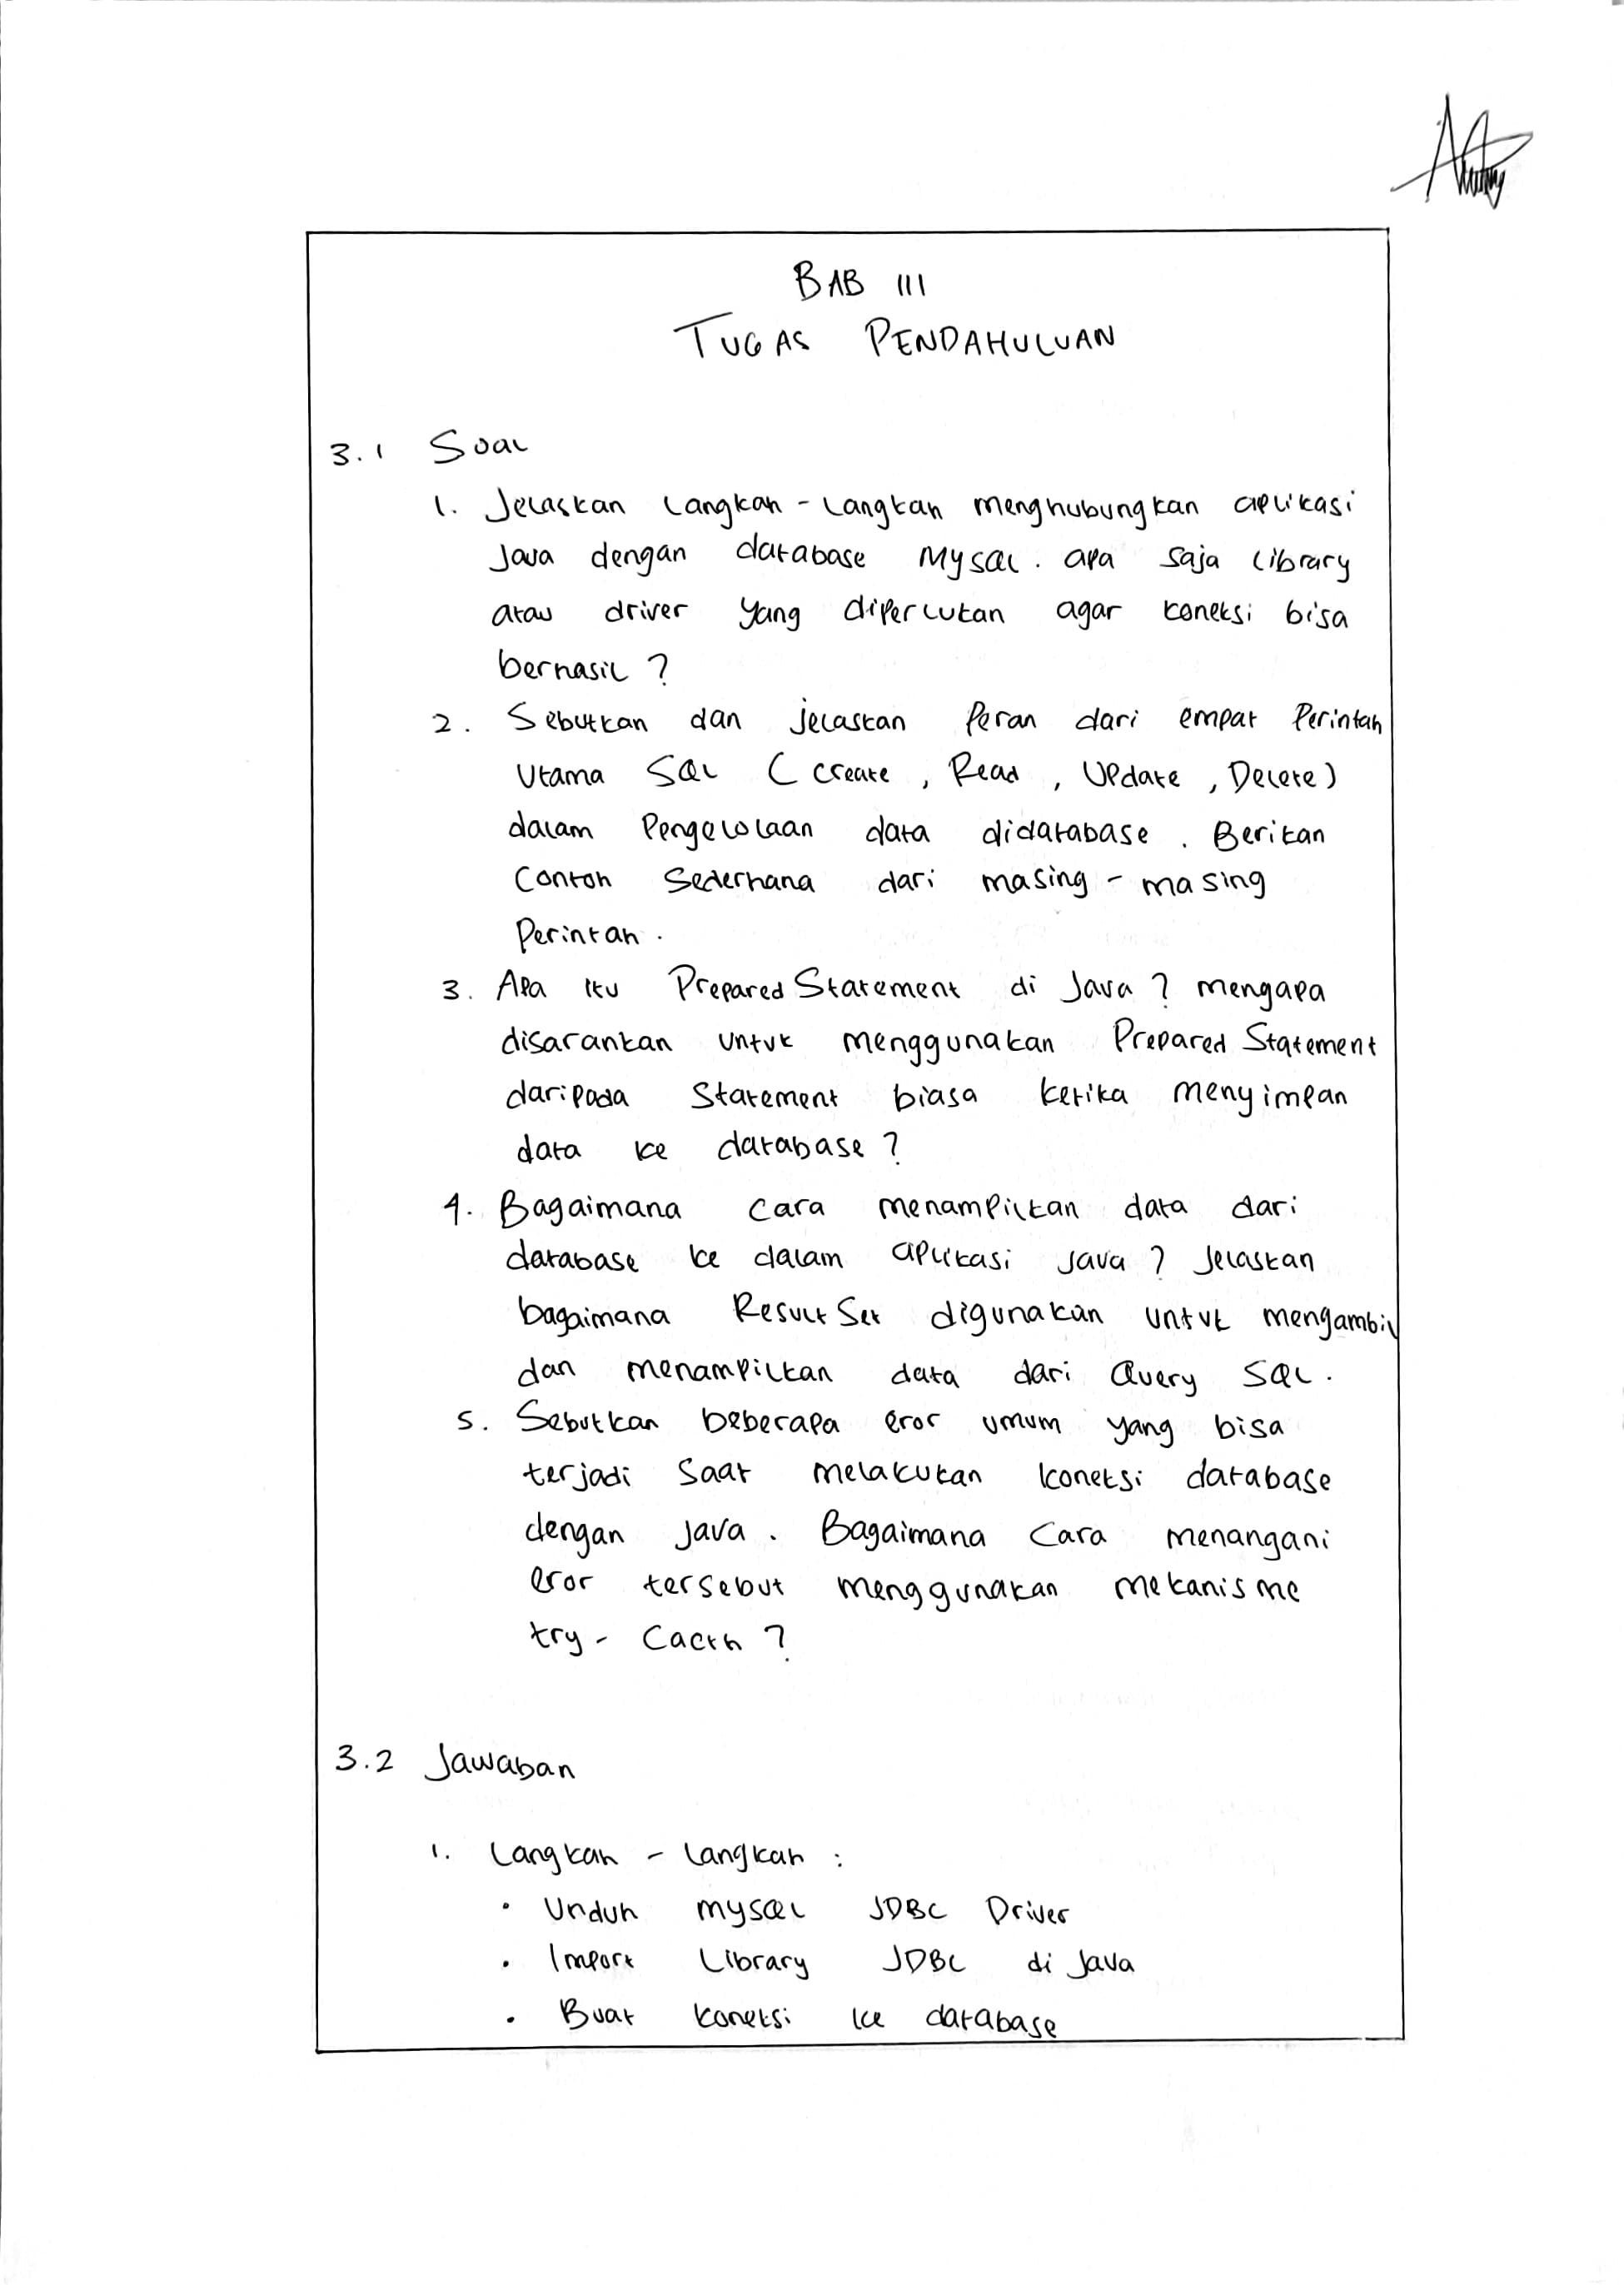 BAB III
TUGAS PENDAHULUAN
3.1 Soal
1. Jelaskan langkah - langkah menghubungkan aplikasi
Java dengan database MySQL. apa saja library
atau driver yang diperlukan agar koneksi bisa
berhasil ?
2. Sebutkan dan jelaskan peran dari empat perintah
utama SQL ( Create , Read , Update , Delete )
dalam pengelolaan data didatabase . Berikan
contoh sederhana dari masing - masing
perintah .
3. Apa itu PreparedStatement di Java ? mengapa
disarankan untuk menggunakan PreparedStatement
daripada Statement biasa ketika menyimpan
data ke database ?
4. Bagaimana cara menampilkan data dari
database ke dalam aplikasi Java ? Jelaskan
bagaimana ResultSet digunakan untuk mengambil
dan menampilkan data dari Query SQL .
5. Sebutkan beberapa eror umum yang bisa
terjadi saat melakukan koneksi database
dengan java . Bagaimana cara menangani
eror tersebut menggunakan mekanisme
try - cacth ?
3.2 Jawaban
1. Langkah - langkah :
• Unduh mysql JDBC Driver
• Import Library JDBC di Java
• Buat koneksi ke database